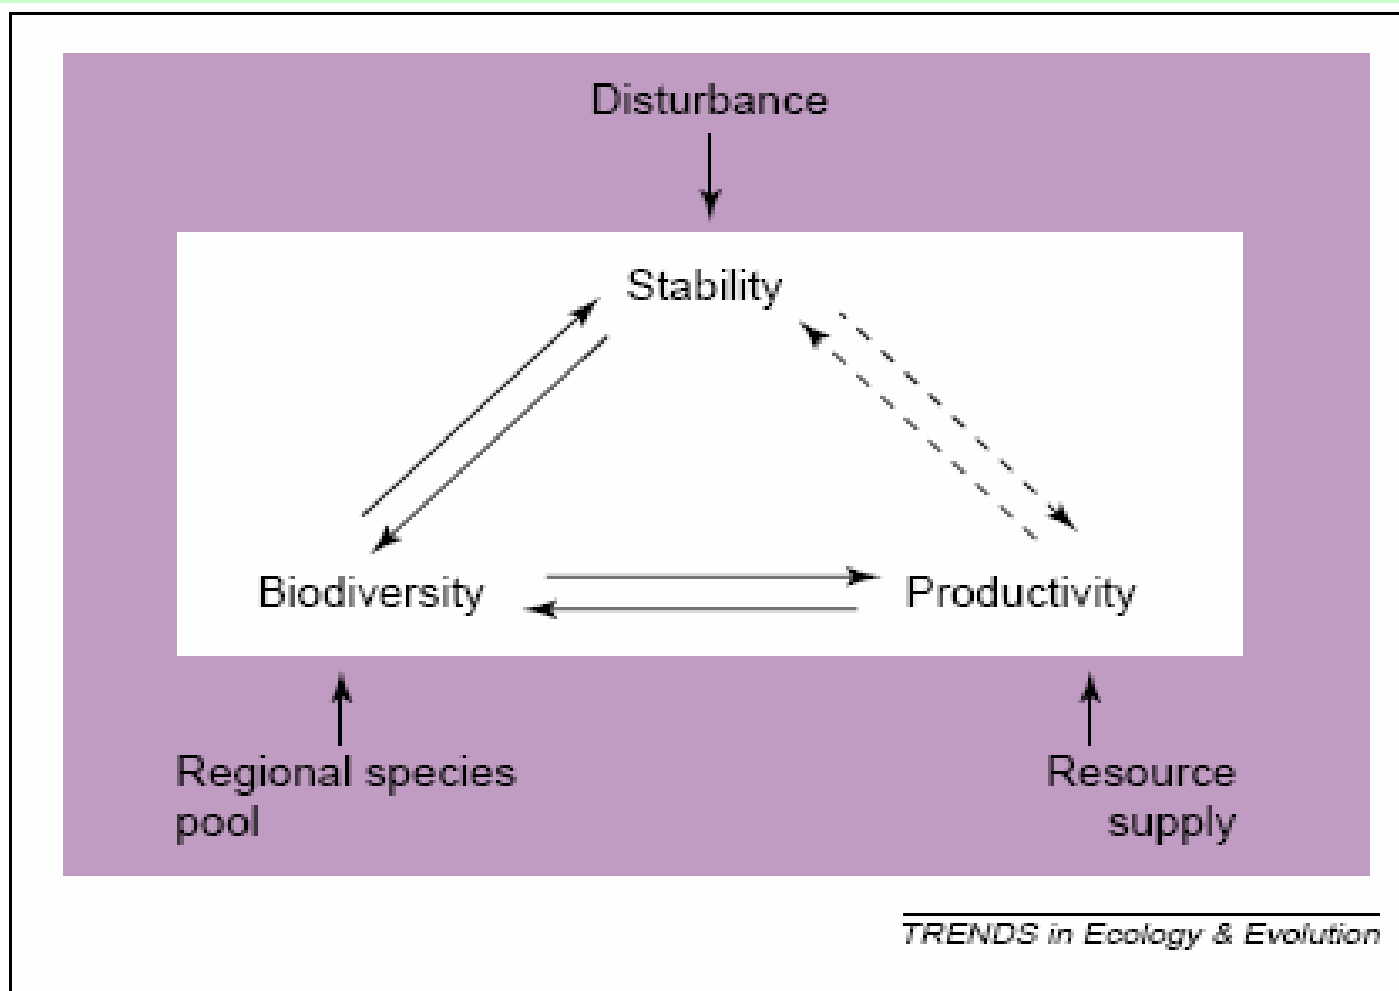 Disturbance
Stability
Biodiversity
Productivity
Regional species
pool
Resource
supply
TRENDS in Ecology & Evolution